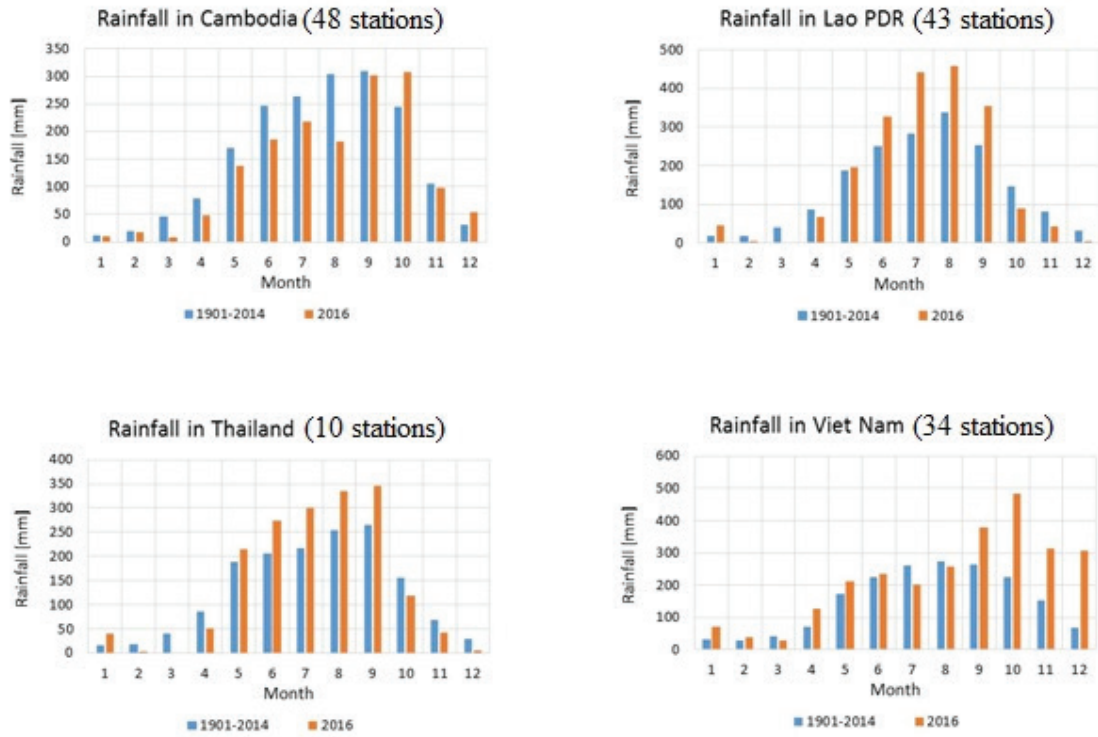 Rainfall in Cambodia (48 stations)
350
300
250
200
150
100
50
0
Rainfall [mm]
1 2 3 4 5 6 7 8 9 10 11 12
Month
1901-2014 2016
Rainfall in Lao PDR (43 stations)
500
400
300
200
100
0
Rainfall [mm]
1 2 3 4 5 6 7 8 9 10 11 12
Month
1901-2014 2016
Rainfall in Thailand (10 stations)
400
350
300
250
200
150
100
50
0
Rainfall [mm]
1 2 3 4 5 6 7 8 9 10 11 12
Month
1901-2014 2016
Rainfall in Viet Nam (34 stations)
600
500
400
300
200
100
0
Rainfall [mm]
1 2 3 4 5 6 7 8 9 10 11 12
Month
1901-2014 2016